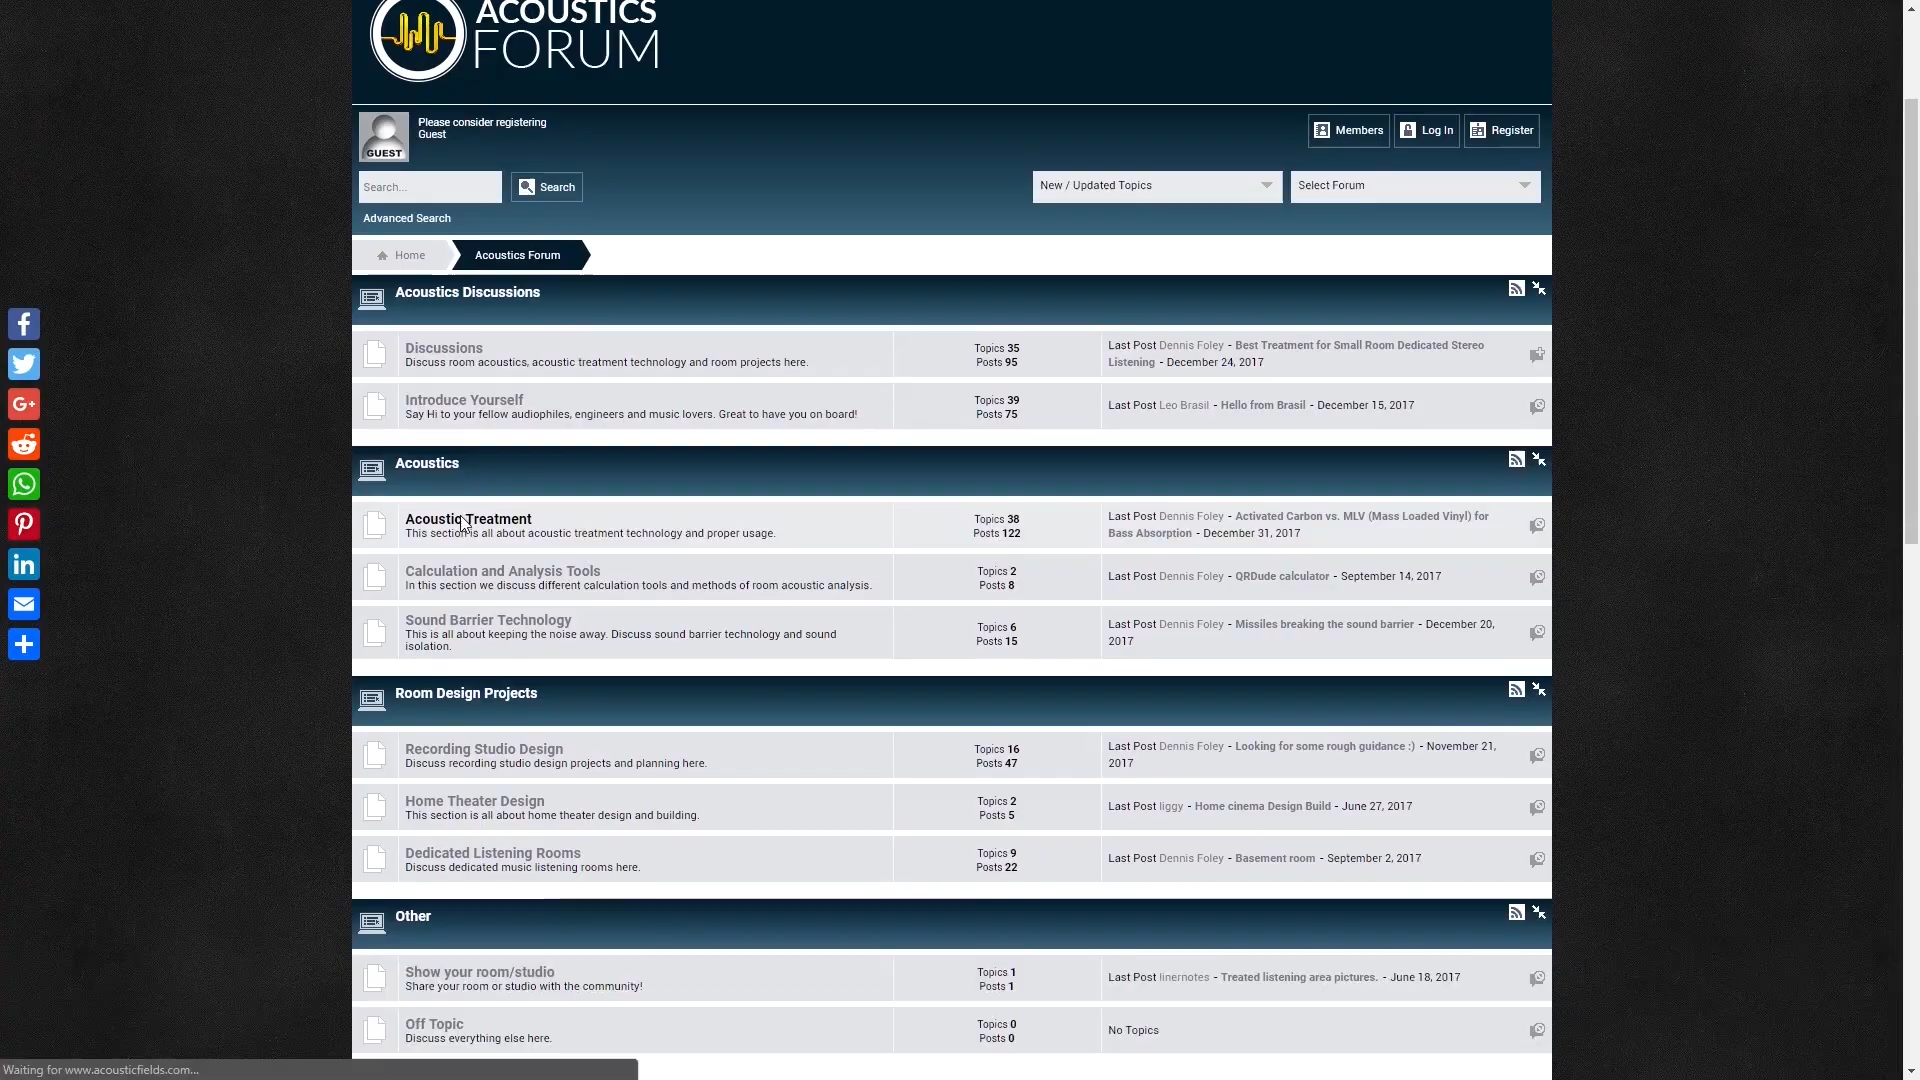 ACOUSTICS
FORUM
GUEST
Please consider registering
Guest
Members
Log In
Register
Search...
Search
New / Updated Topics
Select Forum
Advanced Search
Home
Acoustics Forum
Acoustics Discussions
Discussions
Discuss room acoustics, acoustic treatment technology and room projects here.
Topics 35
Posts 95
Last Post Dennis Foley - Best Treatment for Small Room Dedicated Stereo
Listening - December 24, 2017
Introduce Yourself
Say Hi to your fellow audiophiles, engineers and music lovers. Great to have you on board!
Topics 39
Posts 75
Last Post Leo Brasil - Hello from Brasil - December 15, 2017
Acoustics
Acoustic Treatment
This section is all about acoustic treatment technology and proper usage.
Topics 38
Posts 122
Last Post Dennis Foley - Activated Carbon vs. MLV (Mass Loaded Vinyl) for
Bass Absorption - December 31, 2017
Calculation and Analysis Tools
In this section we discuss different calculation tools and methods of room acoustic analysis.
Topics 2
Posts 8
Last Post Dennis Foley - QRDude calculator - September 14, 2017
Sound Barrier Technology
This is all about keeping the noise away. Discuss sound barrier technology and sound
isolation.
Topics 6
Posts 15
Last Post Dennis Foley - Missiles breaking the sound barrier - December 20,
2017
Room Design Projects
Recording Studio Design
Discuss recording studio design projects and planning here.
Topics 16
Posts 47
Last Post Dennis Foley - Looking for some rough guidance :) - November 21,
2017
Home Theater Design
This section is all about home theater design and building.
Topics 2
Posts 5
Last Post liggy - Home cinema Design Build - June 27, 2017
Dedicated Listening Rooms
Discuss dedicated music listening rooms here.
Topics 9
Posts 22
Last Post Dennis Foley - Basement room - September 2, 2017
Other
Show your room/studio
Share your room or studio with the community!
Topics 1
Posts 1
Last Post linernotes - Treated listening area pictures. - June 18, 2017
Off Topic
Discuss everything else here.
Topics 0
Posts 0
No Topics
Waiting for www.acousticfields.com...